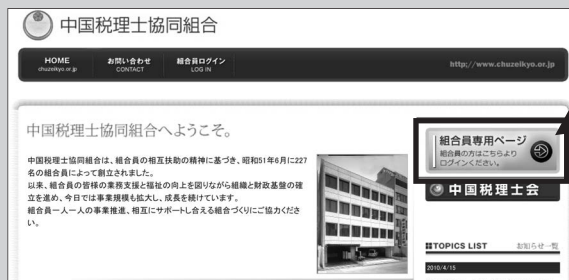 中国税理士協同組合
HOME
chuzeikyo.or.jp
お問い合わせ
CONTACT
組合員ログイン
LOG IN
http://www.chuzeikyo.or.jp
中国税理士協同組合へようこそ。
中国税理士協同組合は、組合員の相互扶助の精神に基づき、昭和51年6月に227
名の組合員によって創立されました。
以来、組合員の皆様の業務支援と福祉の向上を図りながら組織と財政基盤の確
立を進め、今日では事業規模も拡大し、成長を続けています。
組合員一人一人の事業推進、相互にサポートし合える組合づくりにご協力くださ
い。
組合員専用ページ
組合員の方はこちらより
ログインください。
中国税理士会
TOPICS LIST
お知らせ一覧
2010/4/15